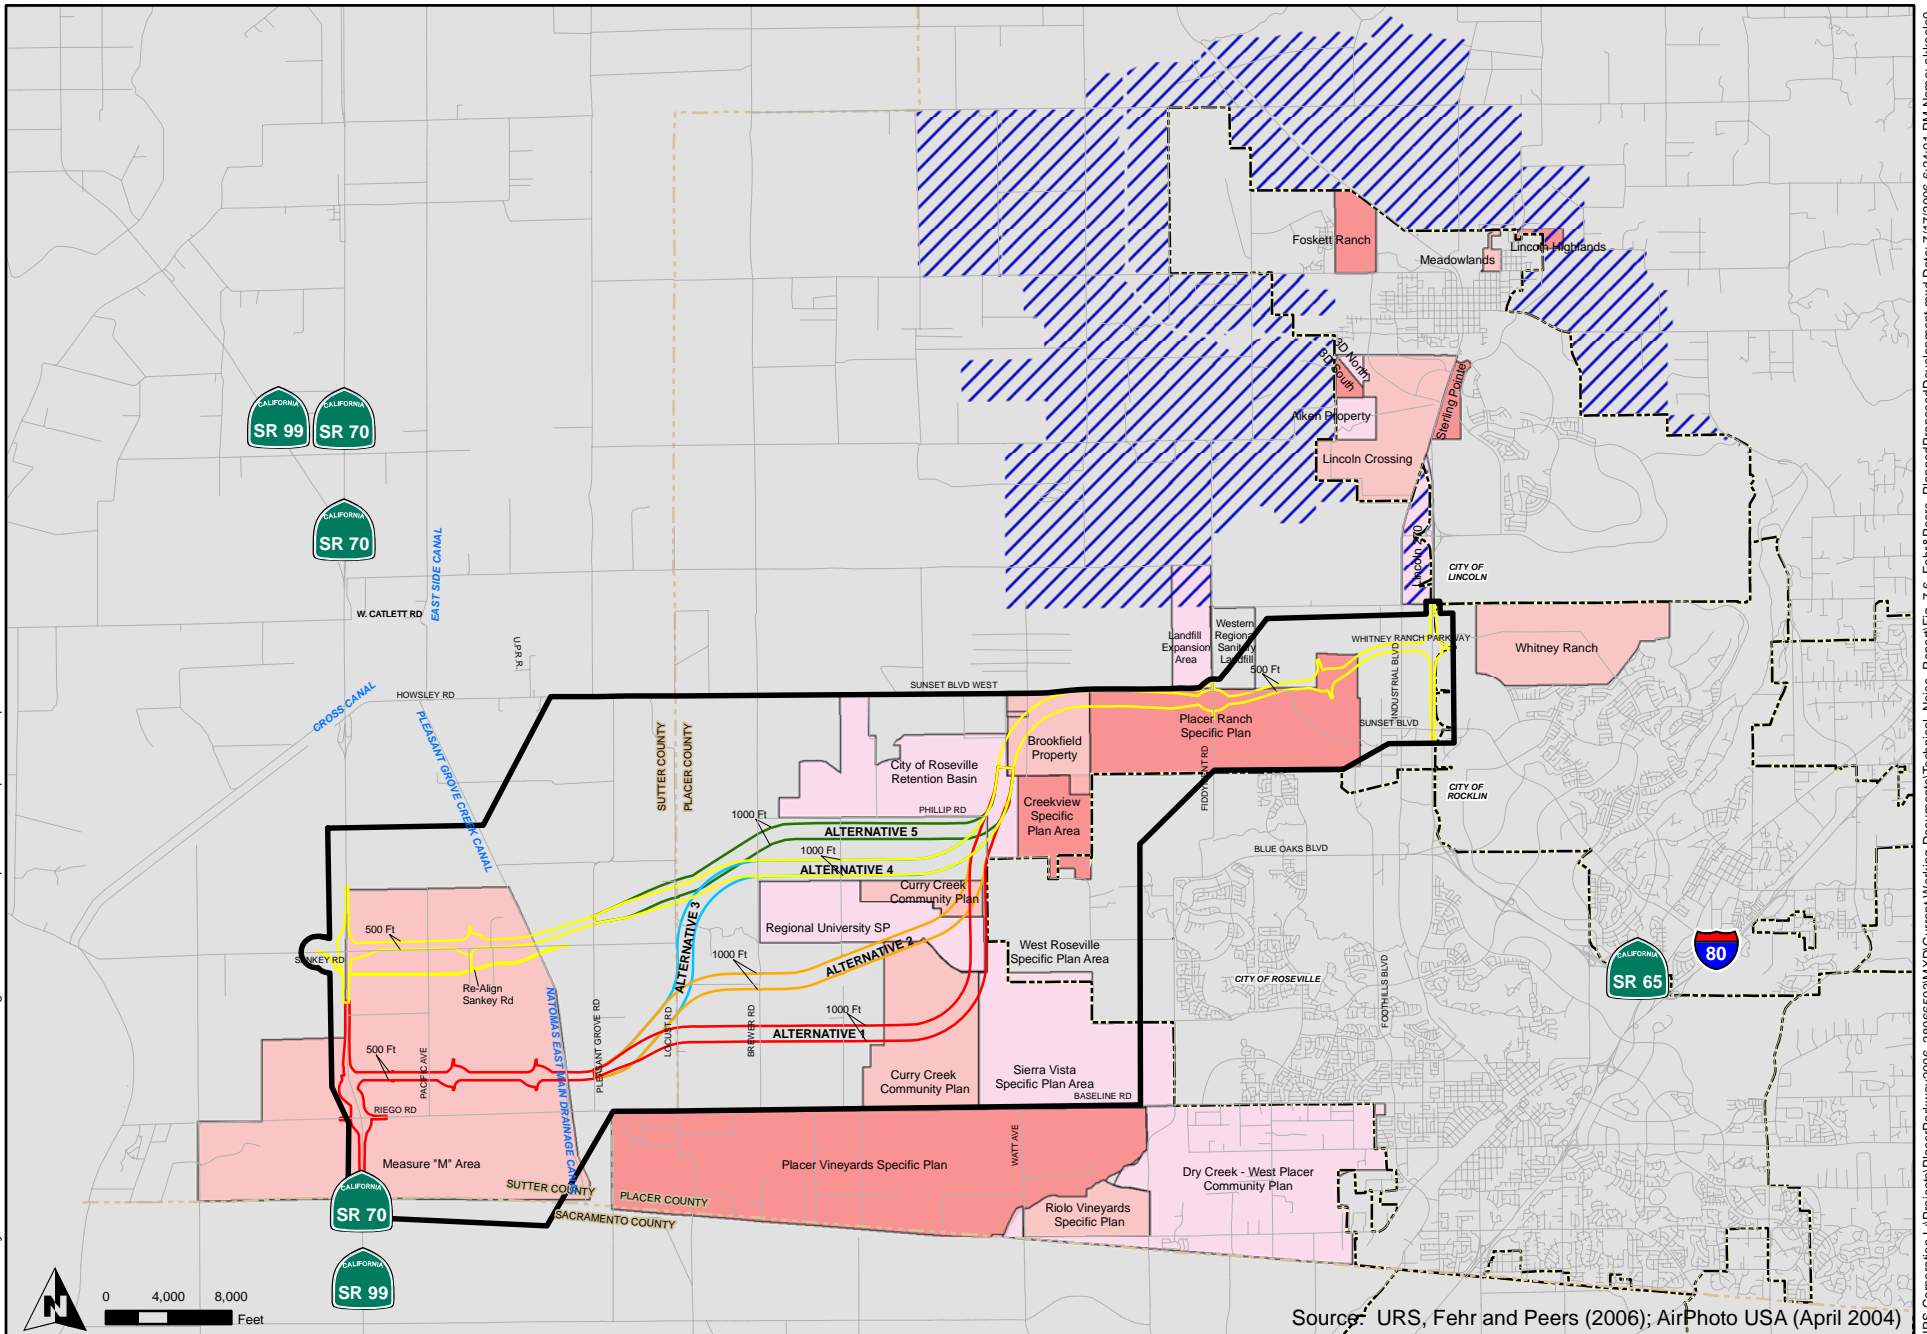 Foskett Ranch
Lincoln Highlands
Meadowlands
3D North
3D South
Sterling Pointe
Aiken Property
Lincoln Crossing
CALIFORNIA
SR 99
CALIFORNIA
SR 70
CALIFORNIA
SR 70
EAST SIDE CANAL
W. CATLETT RD
U.P.R.R.
Lincoln 270
CITY OF
LINCOLN
Landfill
Expansion
Area
Western
Regional
Sanitary
Landfill
WHITNEY RANCH PARKWAY
Whitney Ranch
500 Ft
INDUSTRIAL BLVD
SUNSET BLVD
SUNSET BLVD WEST
HOWSLEY RD
CROSS CANAL
PLEASANT GROVE CREEK CANAL
SUTTER COUNTY
PLACER COUNTY
Placer Ranch
Specific Plan
Brookfield
Property
City of Roseville
Retention Basin
FIDDYMENT RD
PHILLIP RD
Creekview
Specific
Plan Area
CITY OF
ROCKLIN
1000 Ft
ALTERNATIVE 5
1000 Ft
ALTERNATIVE 4
BLUE OAKS BLVD
Curry Creek
Community Plan
Regional University SP
ALTERNATIVE 3
ALTERNATIVE 2
1000 Ft
West Roseville
Specific Plan Area
CITY OF ROSEVILLE
FOOTHILLS BLVD
CALIFORNIA
SR 65
80
500 Ft
SANKEY RD
Re-Align
Sankey Rd
NATOMAS EAST MAIN DRAINAGE CANAL
PLEASANT GROVE RD
LOCUST RD
BREWER RD
1000 Ft
ALTERNATIVE 1
500 Ft
PACIFIC AVE
RIEGO RD
Curry Creek
Community Plan
Sierra Vista
Specific Plan Area
BASELINE RD
Measure "M" Area
Placer Vineyards Specific Plan
WATT AVE
Dry Creek - West Placer
Community Plan
Riolo Vineyards
Specific Plan
SUTTER COUNTY
PLACER COUNTY
SACRAMENTO COUNTY
CALIFORNIA
SR 70
CALIFORNIA
SR 99
N
0 4,000 8,000
Feet
Source: URS, Fehr and Peers (2006); AirPhoto USA (April 2004)